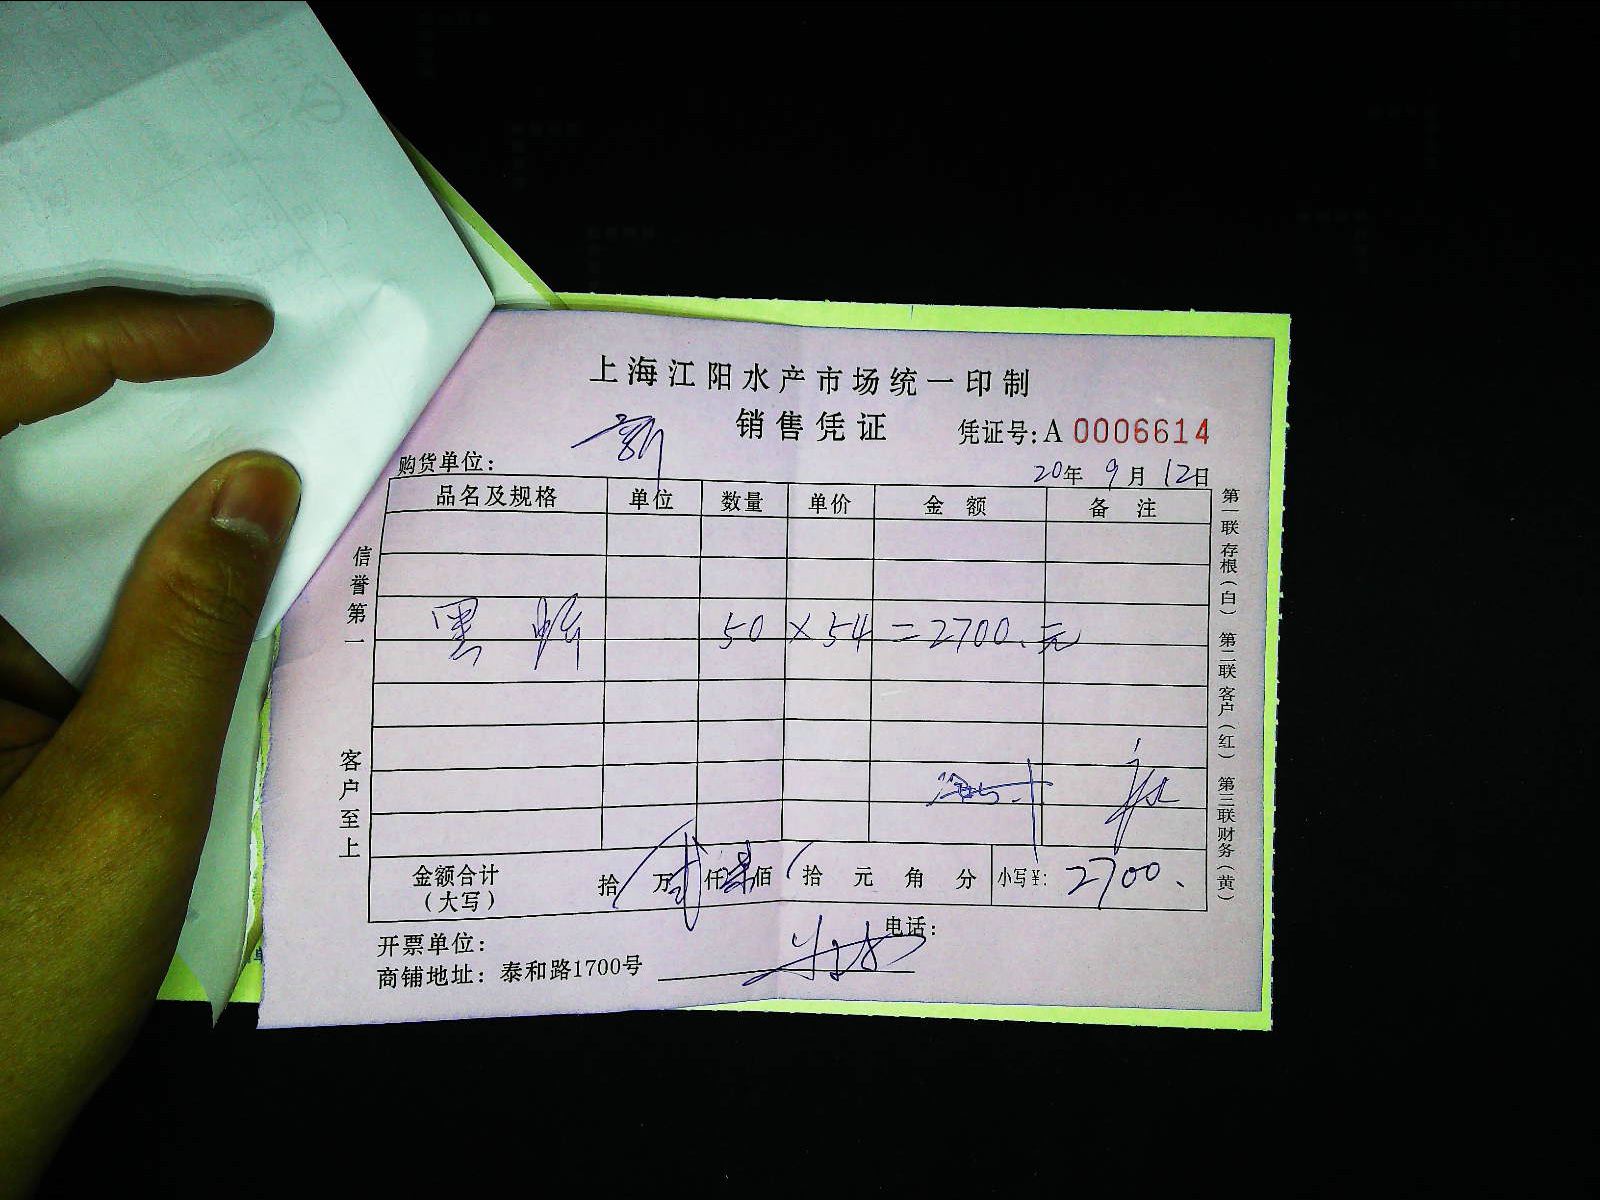 上海江阳水产市场统一印制
销售凭证 凭证号: A 0006614
购货单位:
20年 9月 12日
品名及规格 单位 数量 单价 金额 备注
黑 50 × 54 = 2700.元
金额合计（大写） 拾 万 贰仟柒佰 拾 元 角 分 小写¥: 2700.
开票单位: 电话:
商铺地址: 泰和路1700号
信誉第一
客户至上
第一联存根(白) 第二联客户(红) 第三联财务(黄)